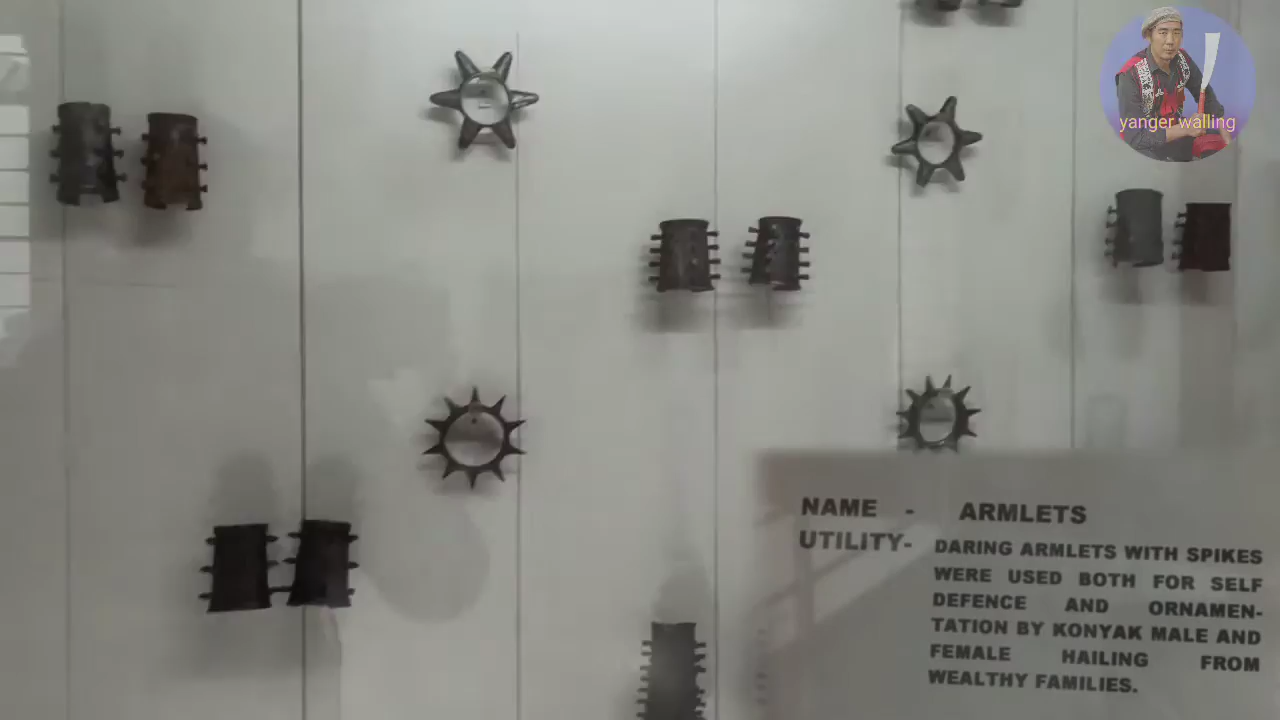 yanger walling
NAME - ARMLETS
UTILITY- DARING ARMLETS WITH SPIKES
WERE USED BOTH FOR SELF
DEFENCE AND ORNAMEN-
TATION BY KONYAK MALE AND
FEMALE HAILING FROM
WEALTHY FAMILIES.